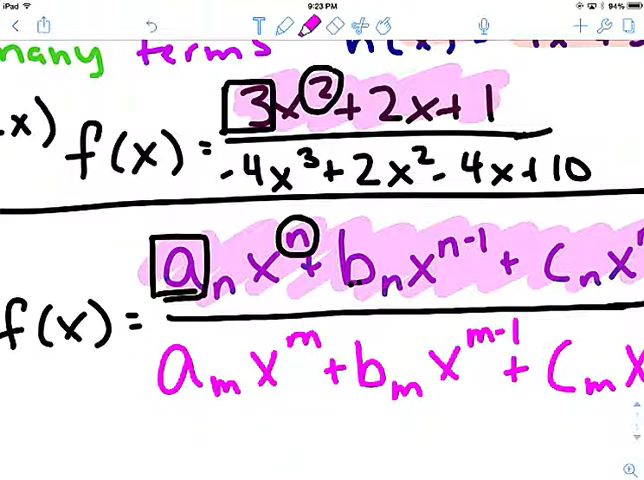 iPad 9:23 PM 94%
many terms
x) f(x) = 3x²+2x+1
-4x³+2x²-4x+10
f(x) = aₙxⁿ + bₙxⁿ⁻¹ + cₙx
aₘxᵐ + bₘxᵐ⁻¹ + cₘx